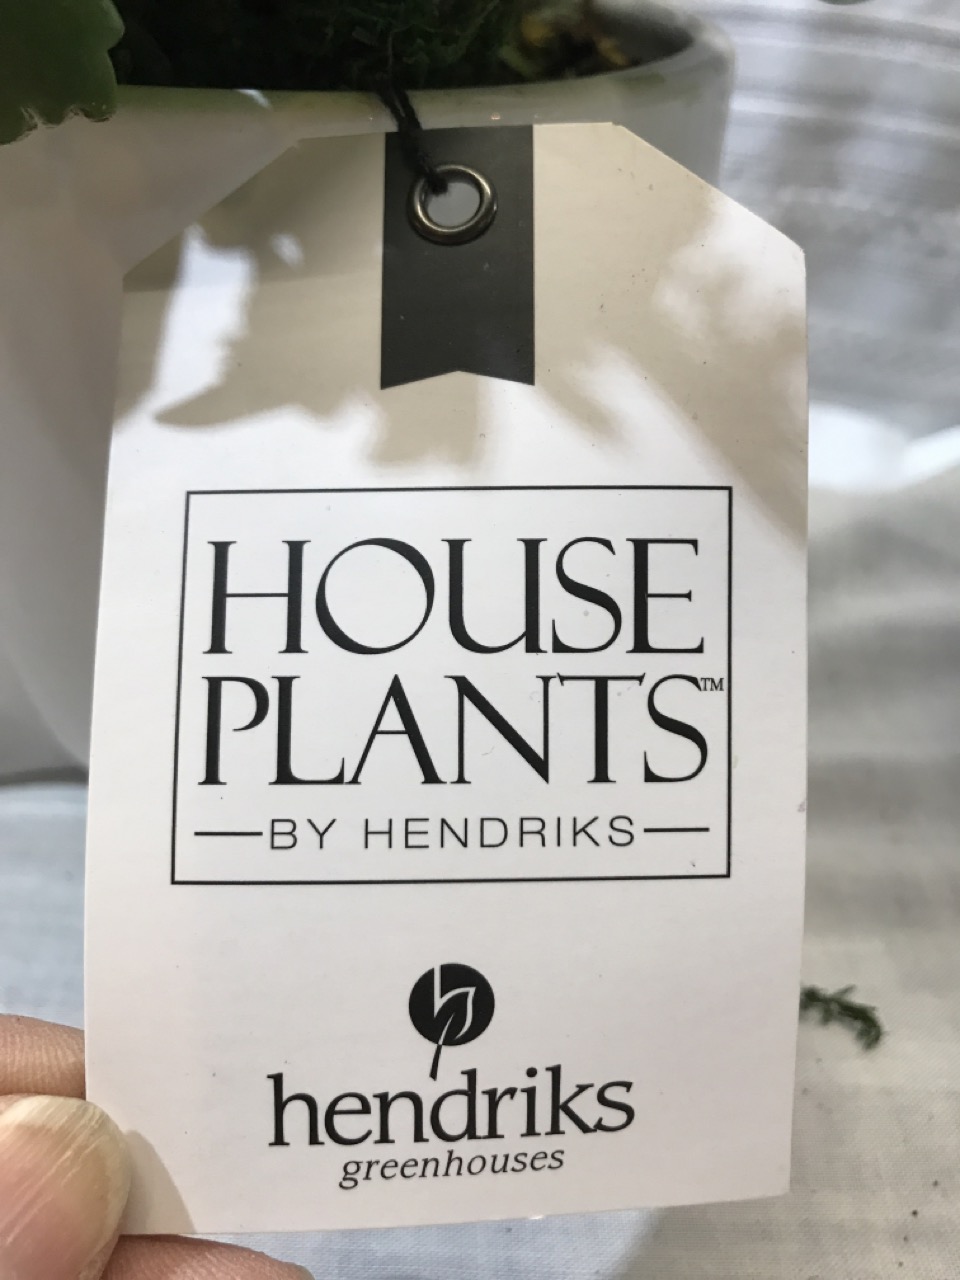 HOUSE
PLANTS™
—BY HENDRIKS—
hendriks
greenhouses